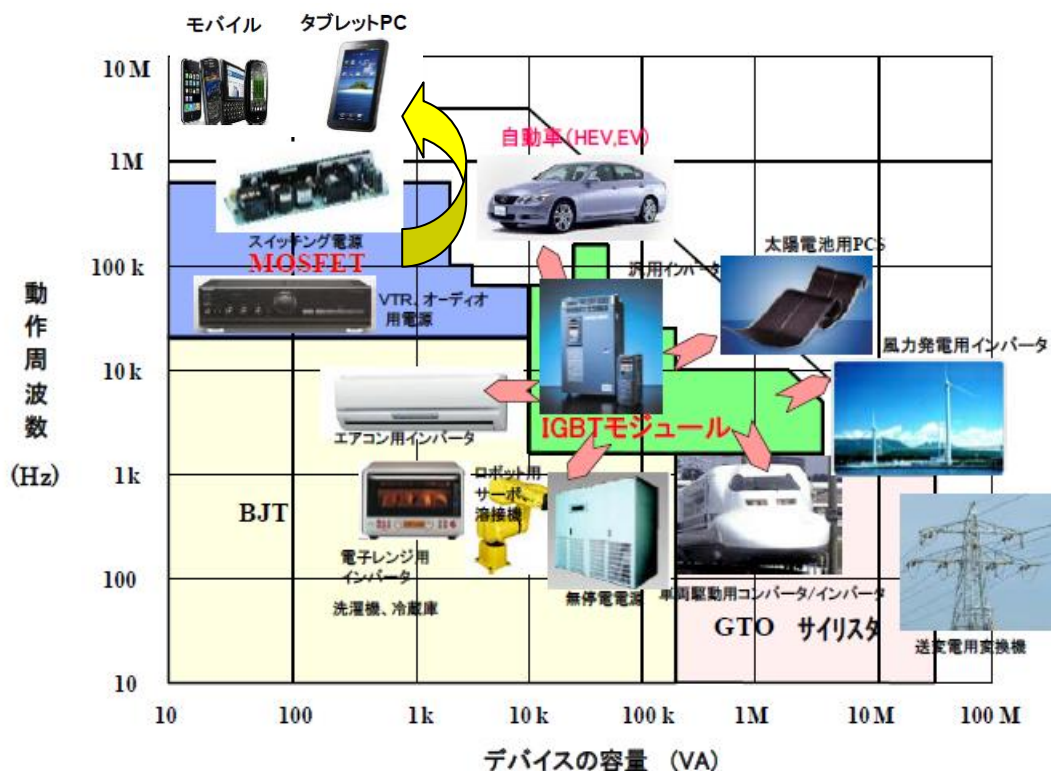 モバイル
タブレットPC
10 M
1M
100 k
10 k
1k
100
10
動作周波数
(Hz)
自動車(HEV,EV)
スイッチング電源
MOSFET
VTR、オーディオ
用電源
汎用インバータ
太陽電池用PCS
風力発電用インバータ
エアコン用インバータ
IGBTモジュール
BJT
ロボット用
サーボ、
溶接機
電子レンジ用
インバータ
洗濯機、冷蔵庫
無停電電源
車両駆動用コンバータ/インバータ
GTO サイリスタ
送変電用変換機
10
100
1k
10 k
100 k
1M
10 M
100 M
デバイスの容量 (VA)